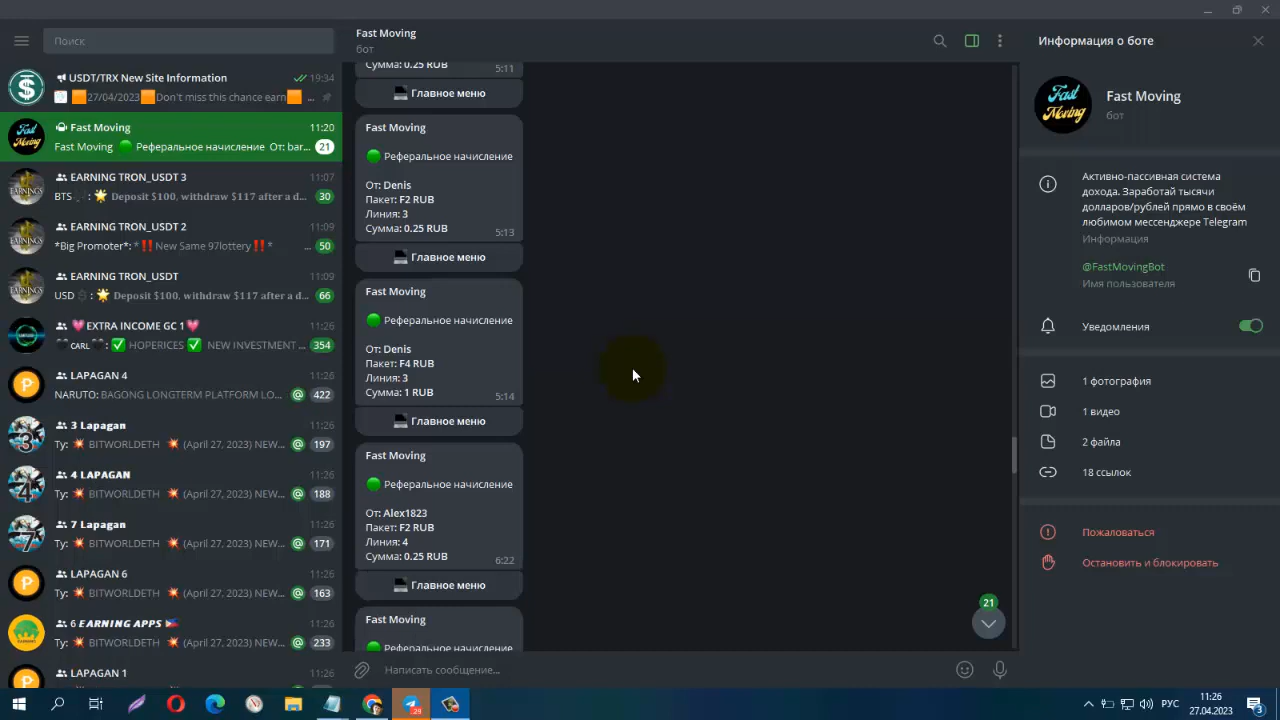 Поиск
USDT/TRX New Site Information
19:34
27/04/2023 Don't miss this chance earn ...
Fast Moving
11:20
Fast Moving Реферальное начисление От: bar...
21
EARNING TRON_USDT 3
11:07
BTS : Deposit $100, withdraw $117 after a d...
30
EARNING TRON_USDT 2
11:09
*Big Promoter*: *‼️New Same 97lottery‼️* ...
50
EARNING TRON_USDT
11:09
USD : Deposit $100, withdraw $117 after a d...
66
EXTRA INCOME GC 1
11:26
CARL : HOPERICES NEW INVESTMENT ...
354
LAPAGAN 4
11:26
NARUTO: BAGONG LONGTERM PLATFORM LO...
@ 422
3 Lapagan
11:26
Ту: BITWORLDETH (April 27, 2023) NEW...
@ 197
4 LAPAGAN
11:26
Ту: BITWORLDETH (April 27, 2023) NEW...
@ 188
7 Lapagan
11:26
Ту: BITWORLDETH (April 27, 2023) NEW...
@ 171
LAPAGAN 6
11:26
Ту: BITWORLDETH (April 27, 2023) NEW...
@ 163
6 EARNING APPS
11:26
Ту: BITWORLDETH (April 27, 2023) NEW...
@ 233
LAPAGAN 1
11:26
Fast Moving
бот
Сумма: 0.25 RUB
5:11
Главное меню
Fast Moving
Реферальное начисление
От: Denis
Пакет: F2 RUB
Линия: 3
Сумма: 0.25 RUB
5:13
Главное меню
Fast Moving
Реферальное начисление
От: Denis
Пакет: F4 RUB
Линия: 3
Сумма: 1 RUB
5:14
Главное меню
Fast Moving
Реферальное начисление
От: Alex1823
Пакет: F2 RUB
Линия: 4
Сумма: 0.25 RUB
6:22
Главное меню
Fast Moving
Реферальное начисление
21
Написать сообщение...
Информация о боте
Fast Moving
Fast Moving
бот
Активно-пассивная система
дохода. Заработай тысячи
долларов/рублей прямо в своём
любимом мессенджере Telegram
Информация
@FastMovingBot
Имя пользователя
Уведомления
1 фотография
1 видео
2 файла
18 ссылок
Пожаловаться
Остановить и блокировать
29
РУС
11:26
27.04.2023
3